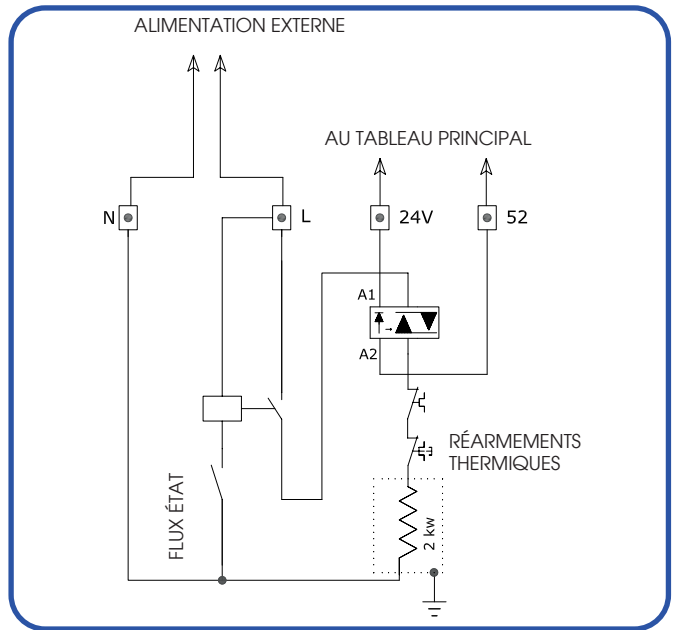 ALIMENTATION EXTERNE
AU TABLEAU PRINCIPAL
N
L
24V
52
A1
A2
RÉARMEMENTS
THERMIQUES
FLUX ÉTAT
2 kw